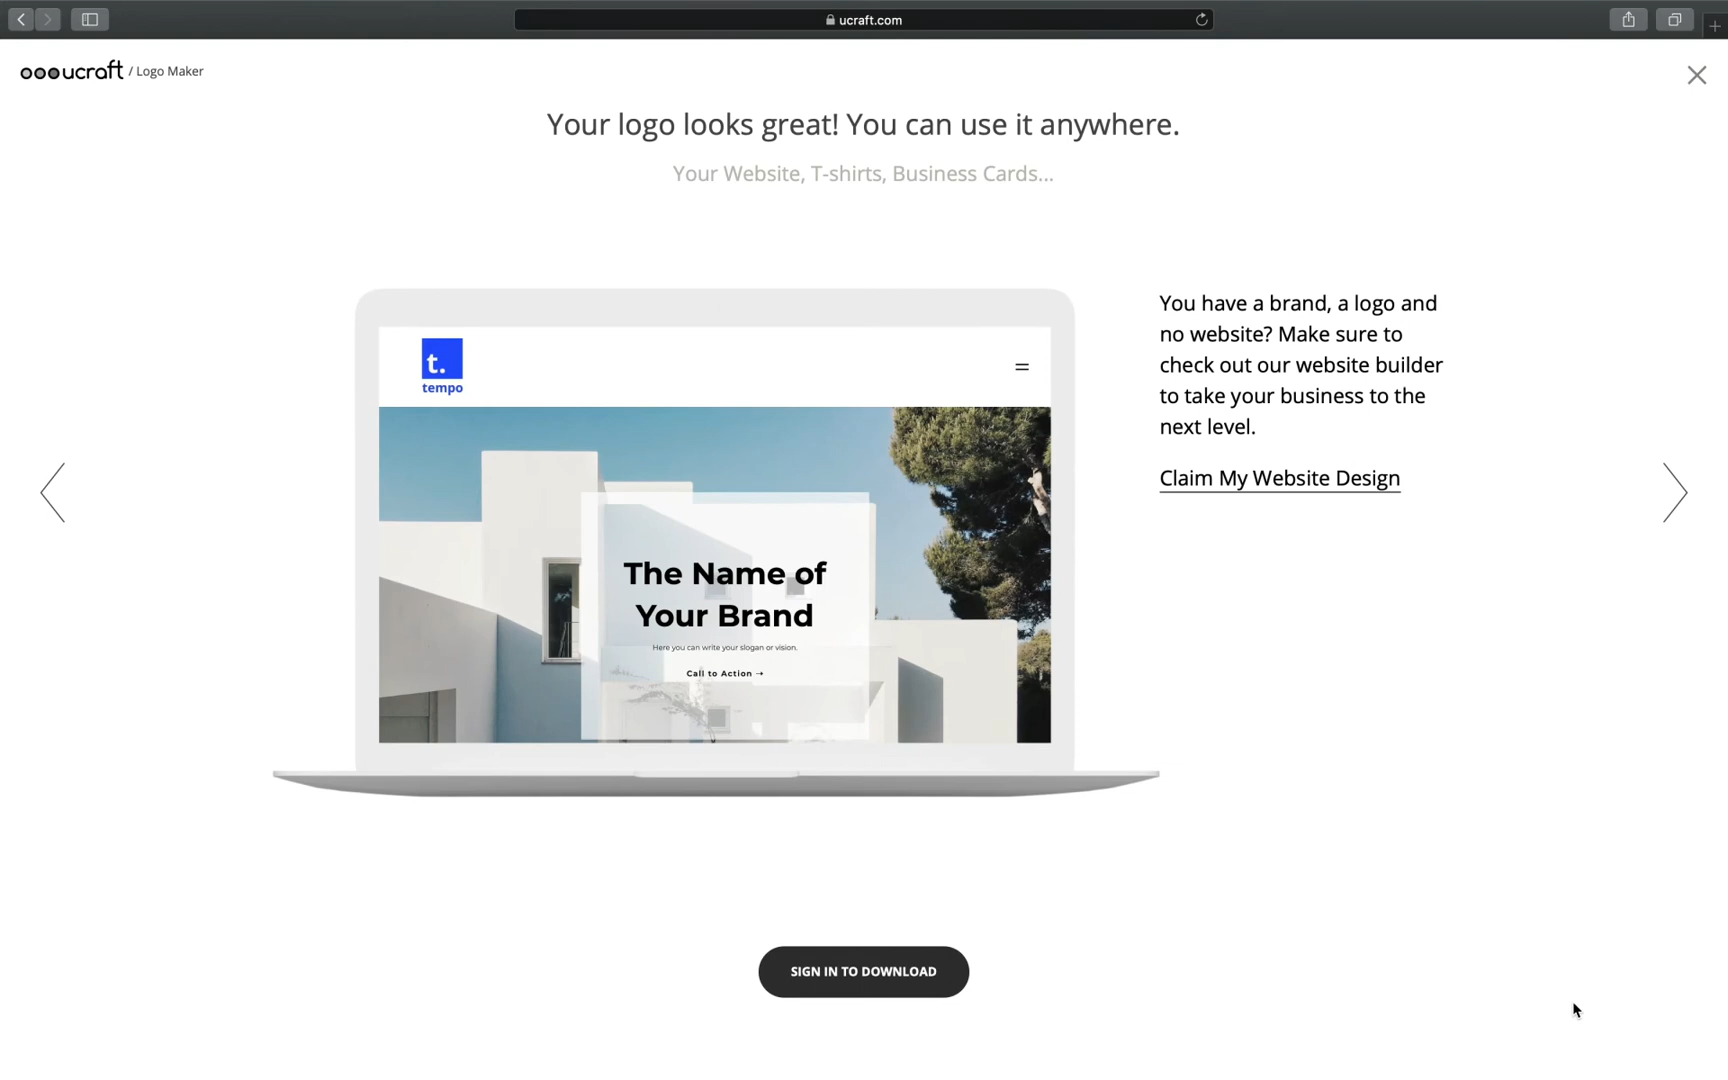 ucraft.com
ucraft / Logo Maker
Your logo looks great! You can use it anywhere.
Your Website, T-shirts, Business Cards...
t.
tempo
The Name of
Your Brand
Here you can write your slogan or vision.
Call to Action →
You have a brand, a logo and
no website? Make sure to
check out our website builder
to take your business to the
next level.
Claim My Website Design
SIGN IN TO DOWNLOAD